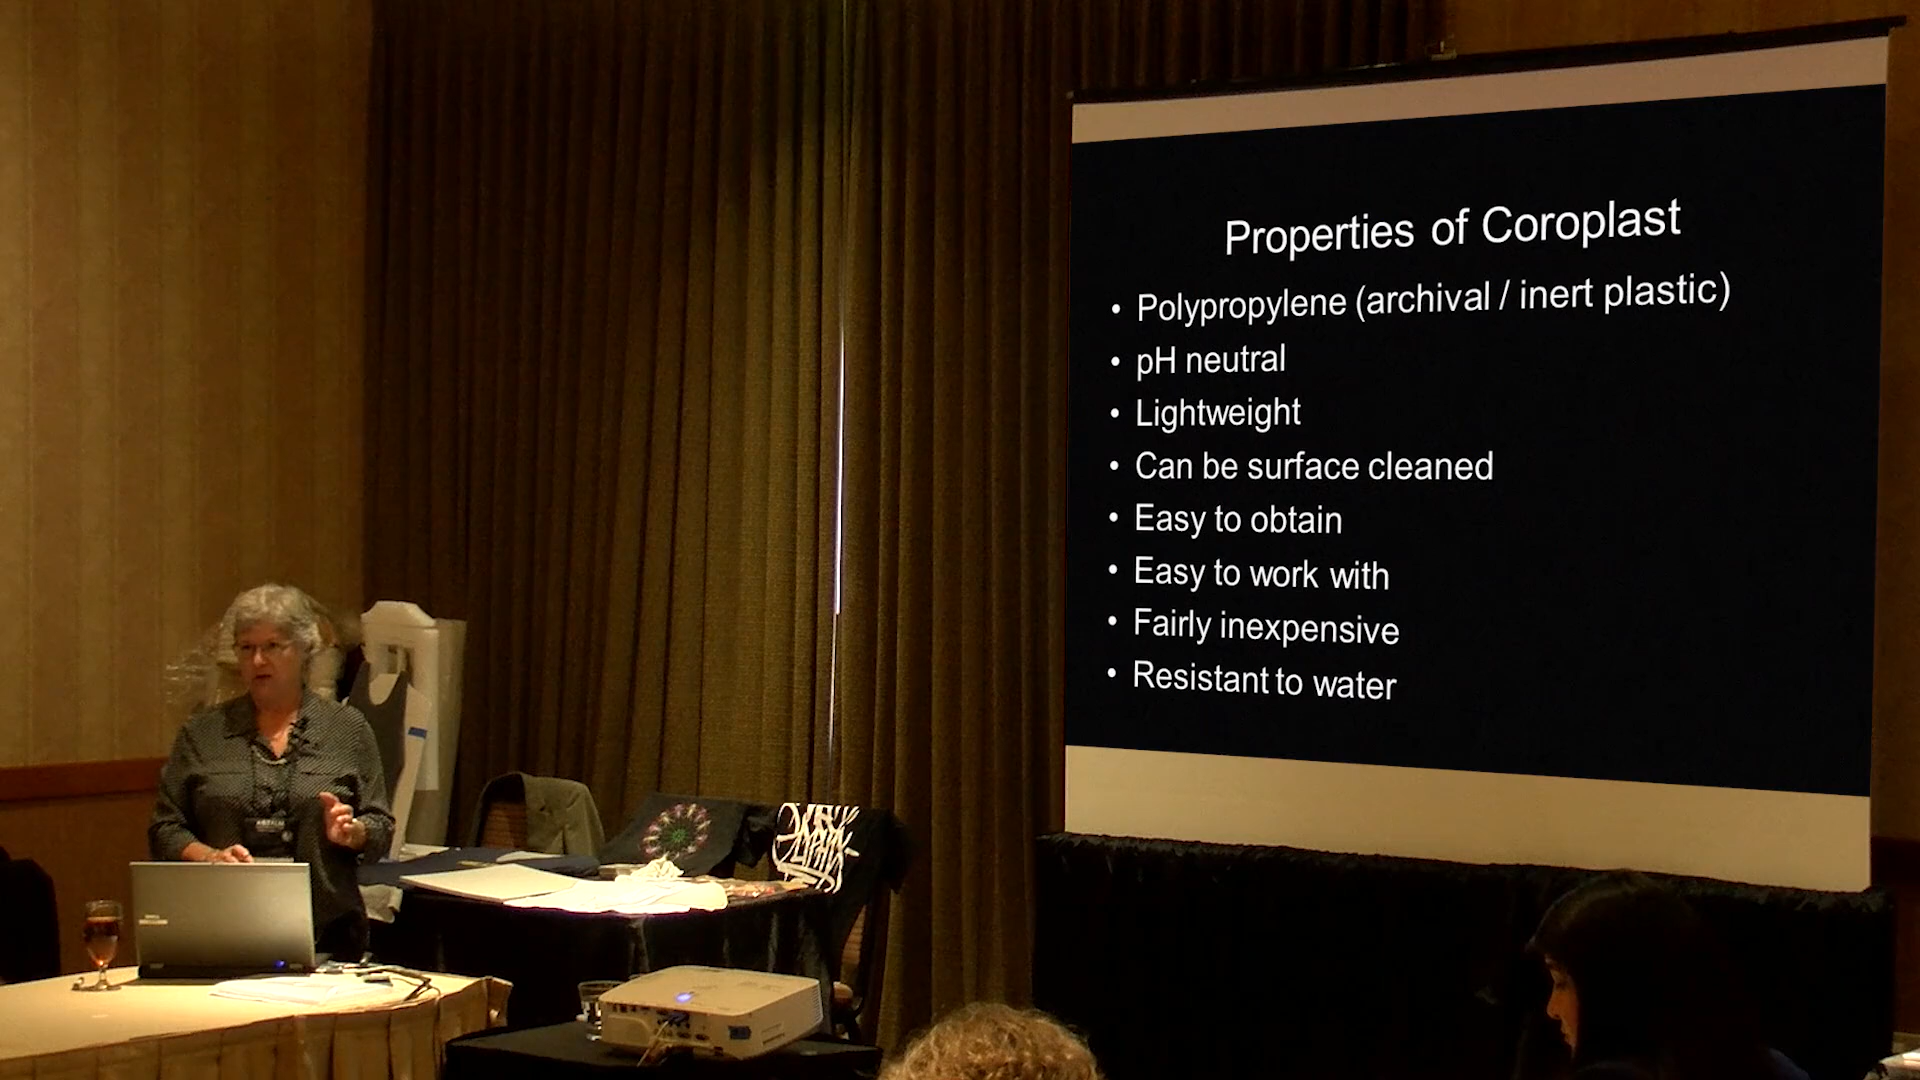 Properties of Coroplast
• Polypropylene (archival / inert plastic)
• pH neutral
• Lightweight
• Can be surface cleaned
• Easy to obtain
• Easy to work with
• Fairly inexpensive
• Resistant to water